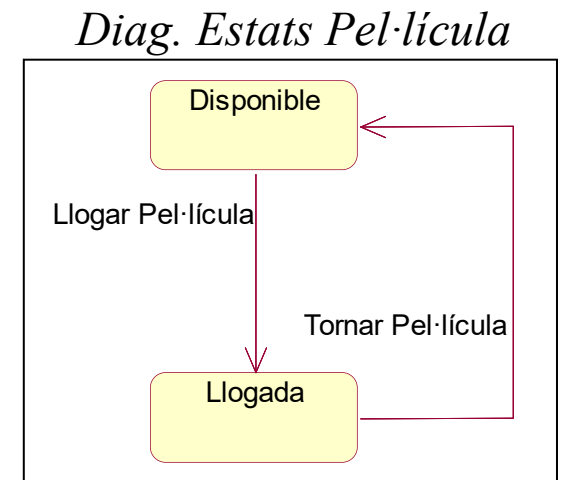 Diag. Estats Pel·lícula
Disponible
Llogar Pel·lícula
Tornar Pel·lícula
Llogada